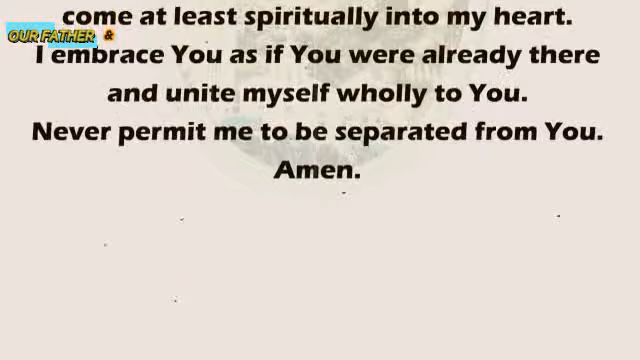 come at least spiritually into my heart.
OUR FATHER &
I embrace You as if You were already there
and unite myself wholly to You.
Never permit me to be separated from You.
Amen.